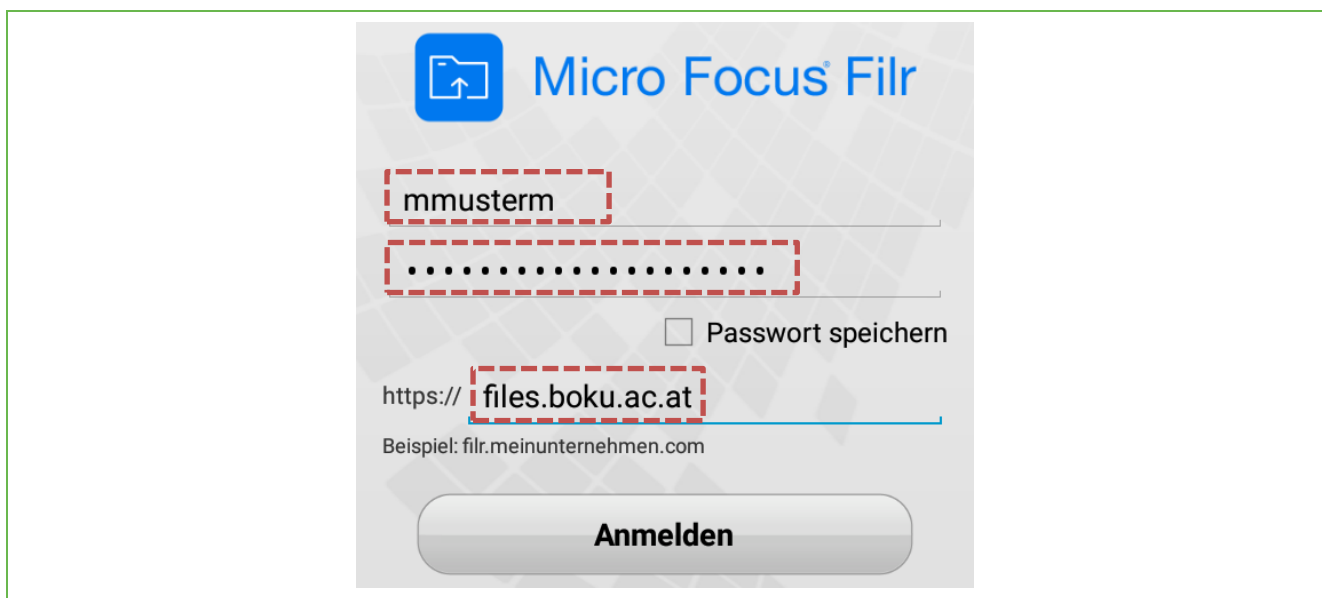 Micro Focus® Filr
mmusterm
••••••••••••••••••••
Passwort speichern
https:// files.boku.ac.at
Beispiel: filr.meinunternehmen.com
Anmelden